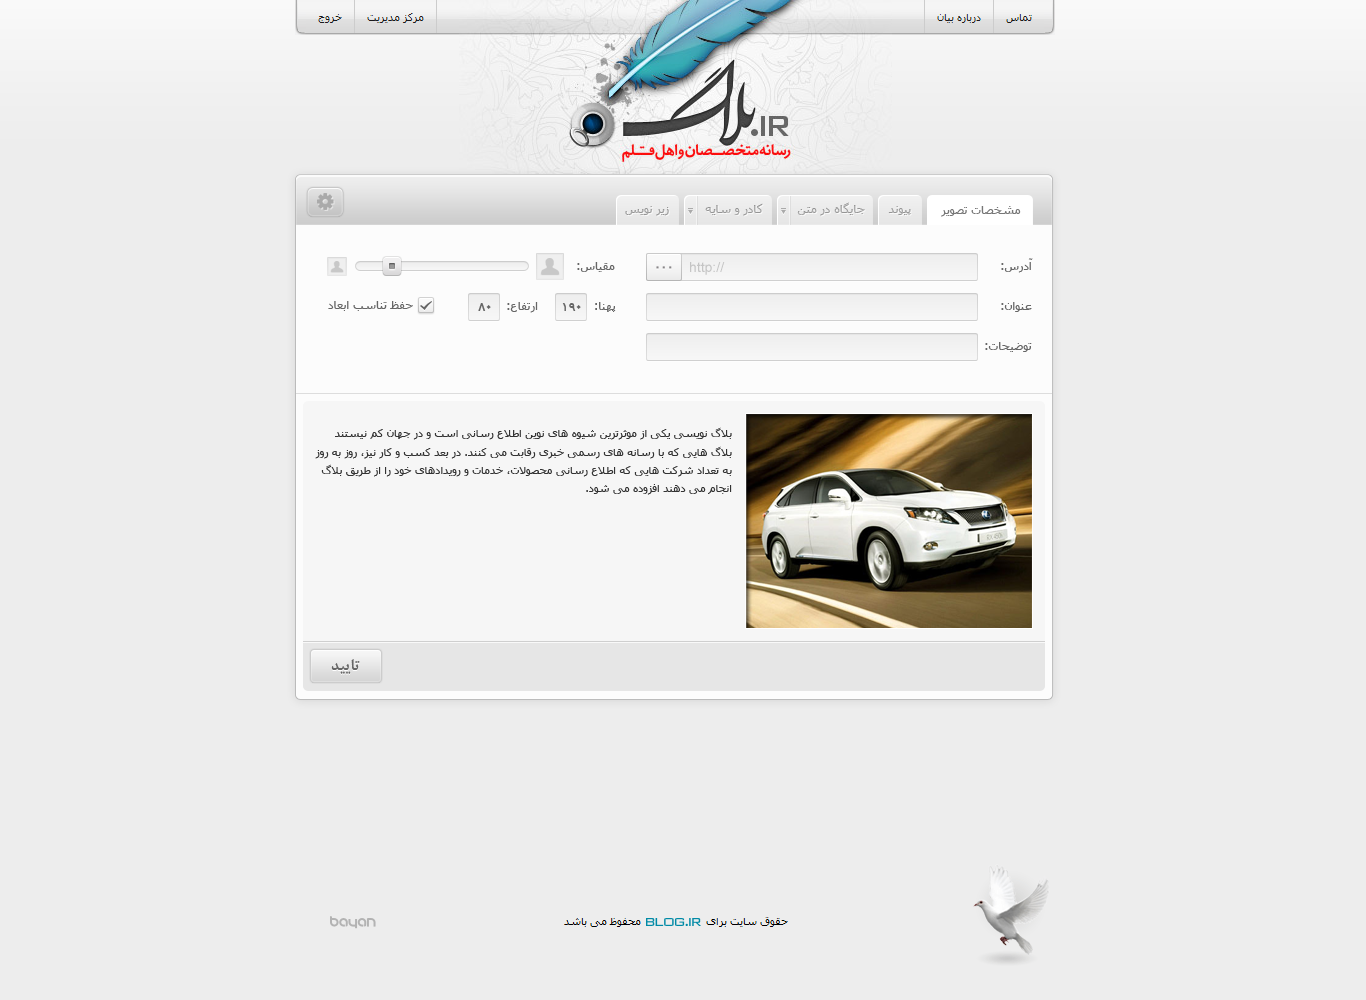 تماس
درباره بیان
مرکز مدیریت
خروج
بلاگ.IR
رسانه متخصصان و اهل قلم
مشخصات تصویر
پیوند
جایگاه در متن
کادر و سایه
زیر نویس
آدرس:
http://
...
مقیاس:
عنوان:
پهنا:
۱۹۰
ارتفاع:
۸۰
حفظ تناسب ابعاد
توضیحات:
بلاگ نویسی یکی از موثرترین شیوه های نوین اطلاع رسانی است و در جهان کم نیستند
بلاگ هایی که با رسانه های رسمی خبری رقابت می کنند. در بعد کسب و کار نیز، روز به روز
به تعداد شرکت هایی که اطلاع رسانی محصولات، خدمات و رویدادهای خود را از طریق بلاگ
انجام می دهند افزوده می شود.
تایید
حقوق سایت برای BLOG.IR محفوظ می باشد
bayan